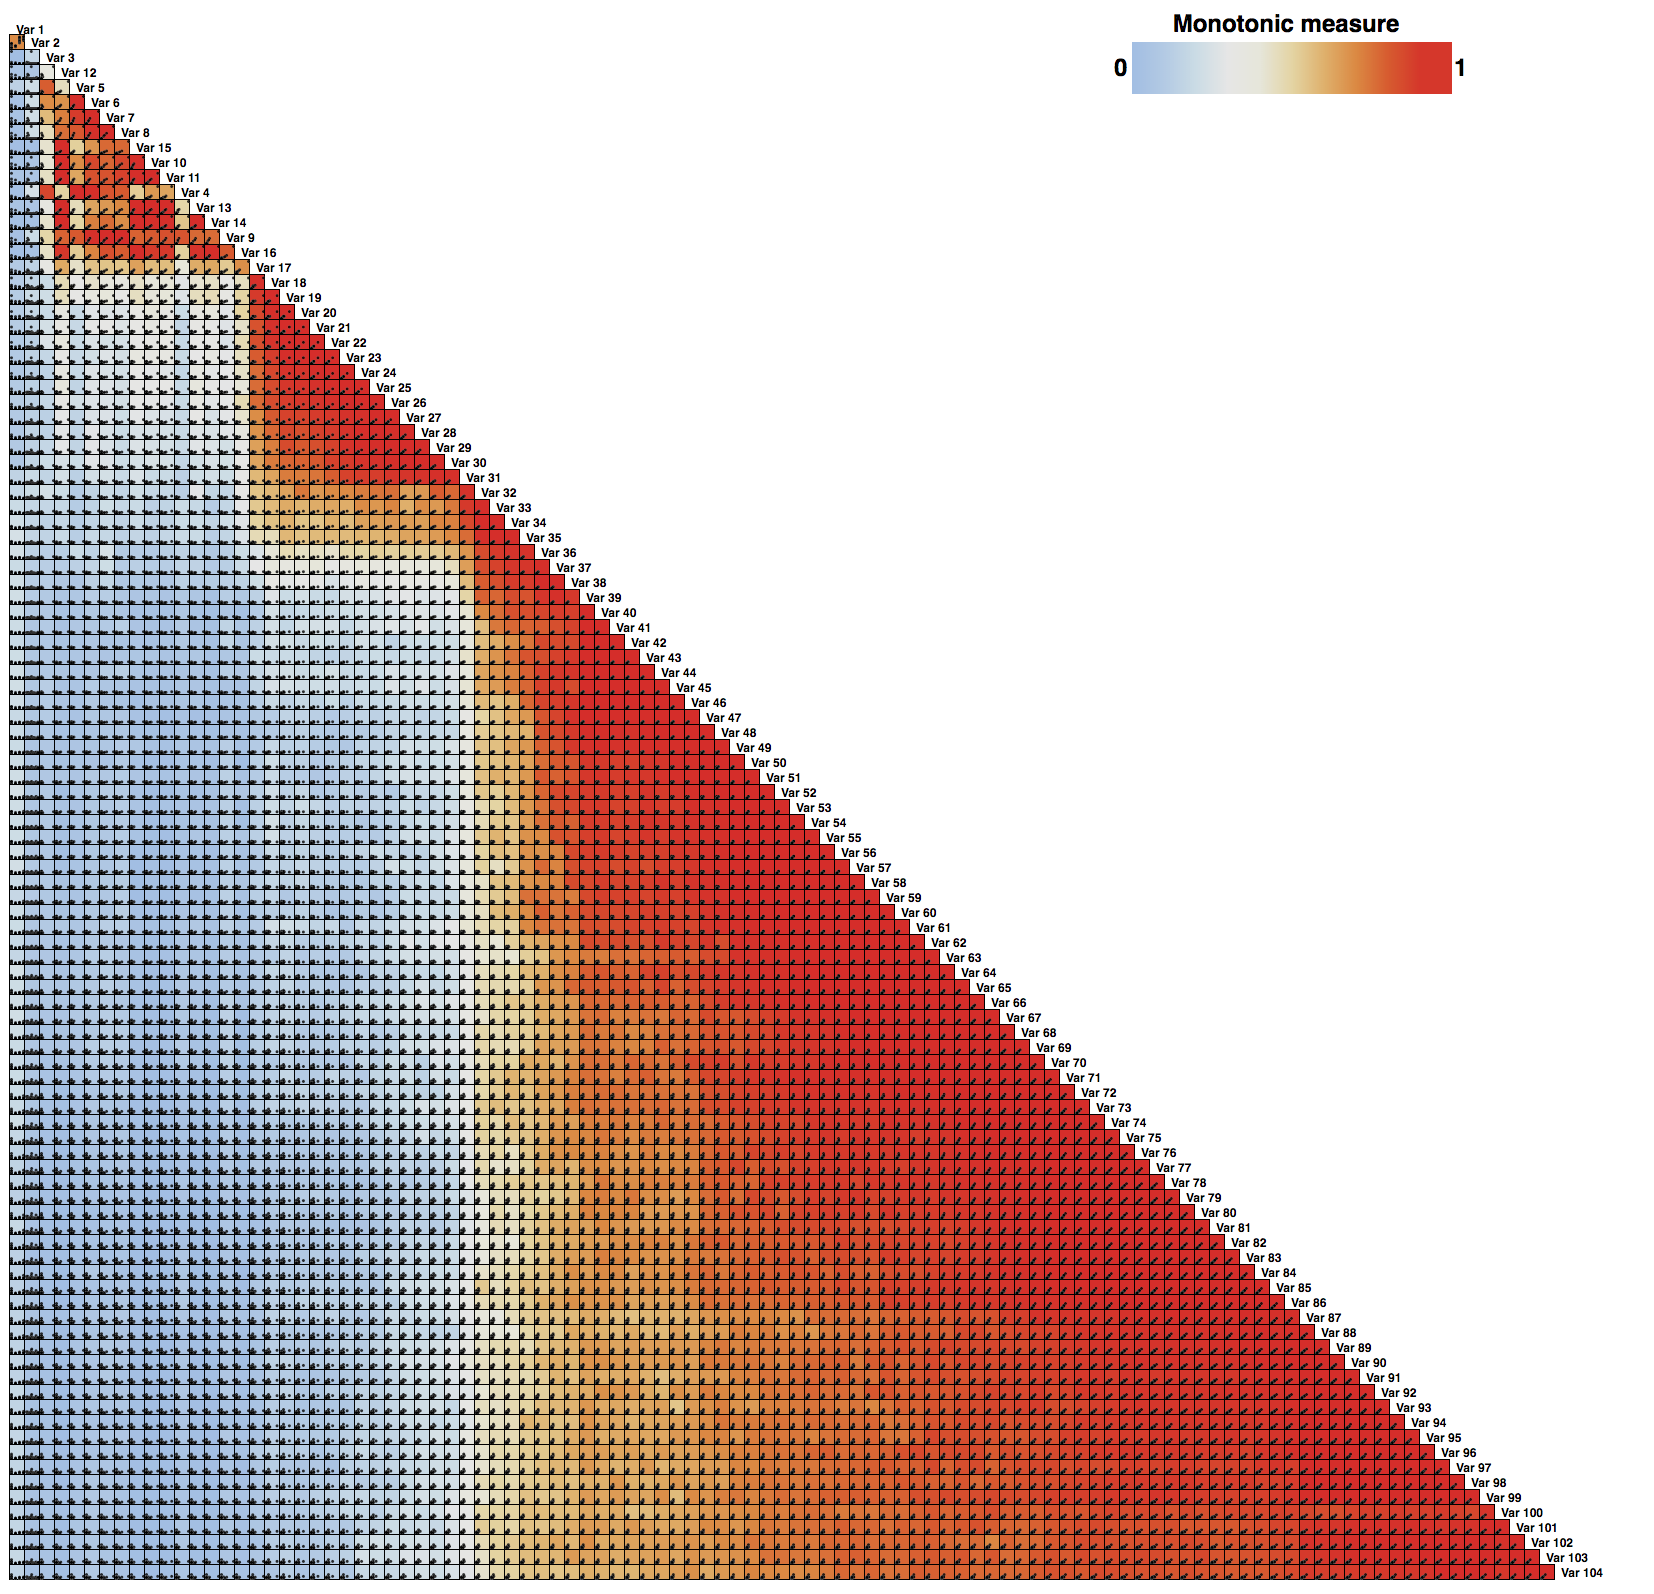 Monotonic measure
0 1
Var 1
Var 2
Var 3
Var 12
Var 5
Var 6
Var 7
Var 8
Var 15
Var 10
Var 11
Var 4
Var 13
Var 14
Var 9
Var 16
Var 17
Var 18
Var 19
Var 20
Var 21
Var 22
Var 23
Var 24
Var 25
Var 26
Var 27
Var 28
Var 29
Var 30
Var 31
Var 32
Var 33
Var 34
Var 35
Var 36
Var 37
Var 38
Var 39
Var 40
Var 41
Var 42
Var 43
Var 44
Var 45
Var 46
Var 47
Var 48
Var 49
Var 50
Var 51
Var 52
Var 53
Var 54
Var 55
Var 56
Var 57
Var 58
Var 59
Var 60
Var 61
Var 62
Var 63
Var 64
Var 65
Var 66
Var 67
Var 68
Var 69
Var 70
Var 71
Var 72
Var 73
Var 74
Var 75
Var 76
Var 77
Var 78
Var 79
Var 80
Var 81
Var 82
Var 83
Var 84
Var 85
Var 86
Var 87
Var 88
Var 89
Var 90
Var 91
Var 92
Var 93
Var 94
Var 95
Var 96
Var 97
Var 98
Var 99
Var 100
Var 101
Var 102
Var 103
Var 104